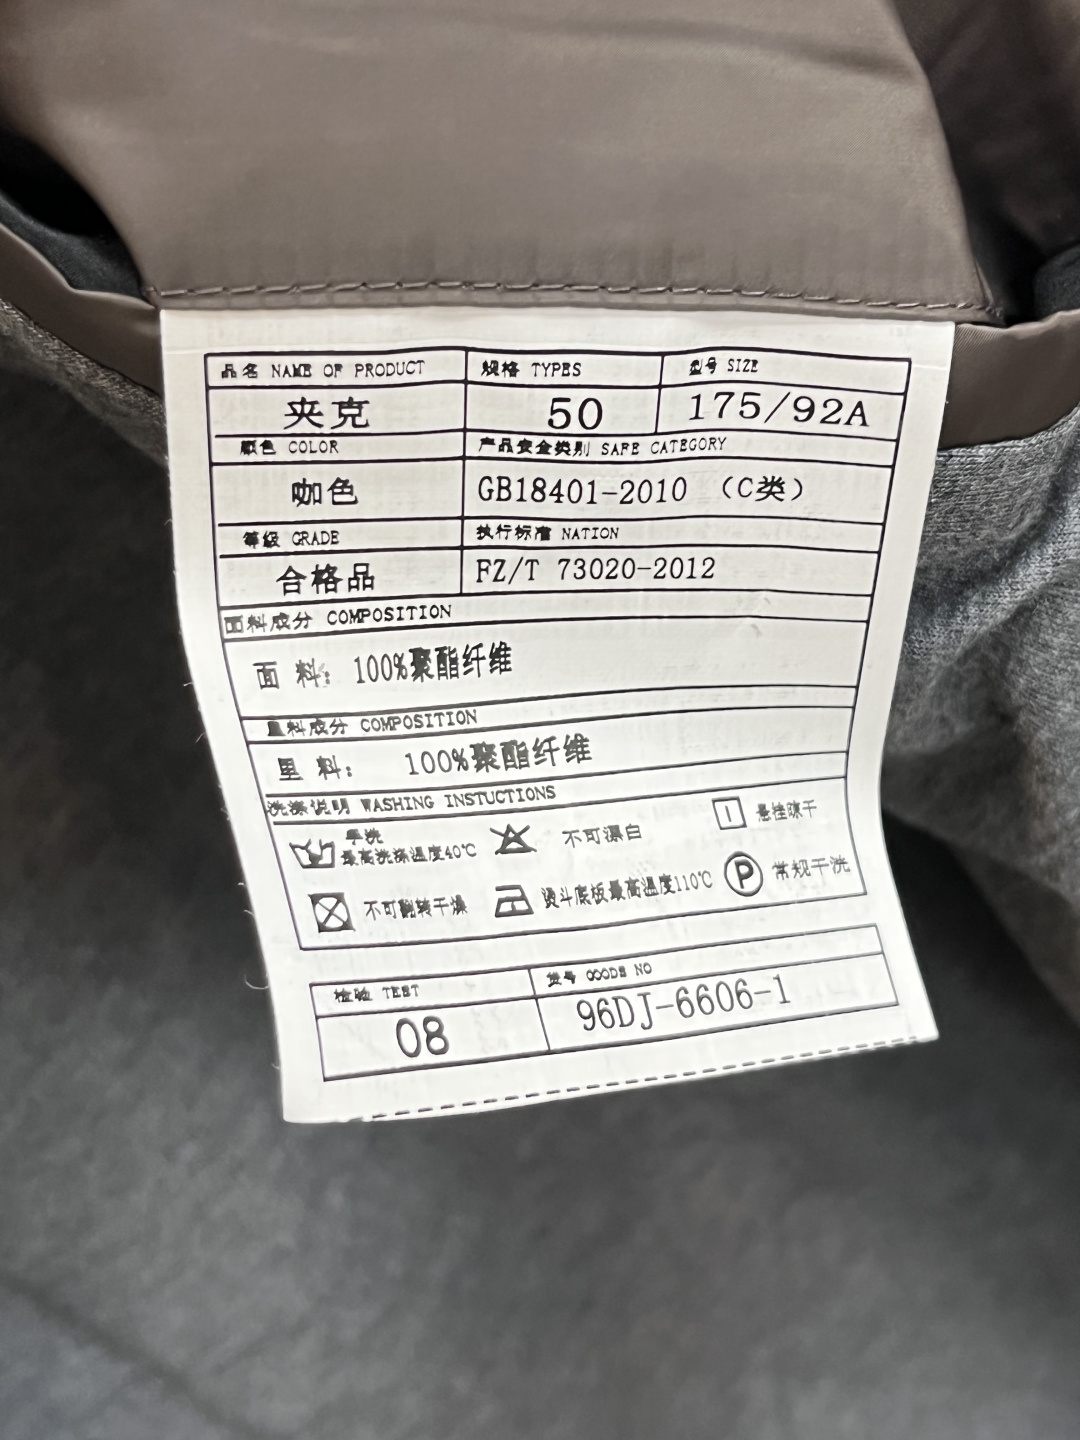 品名 NAME OF PRODUCT 规格 TYPES 型号 SIZE
夹克 50 175/92A
颜色 COLOR 产品安全类别 SAFE CATEGORY
咖色 GB18401-2010 （C类）
等级 GRADE 执行标准 NATION
合格品 FZ/T 73020-2012
面料成分 COMPOSITION
面 料： 100%聚酯纤维
里料成分 COMPOSITION
里 料： 100%聚酯纤维
洗涤说明 WASHING INSTUCTIONS
手洗
最高洗涤温度40℃ 不可漂白 悬挂晾干
不可翻转干燥 熨斗底板最高温度110℃ P 常规干洗
检验 TEST 货号 GOODS NO
08 96DJ-6606-1